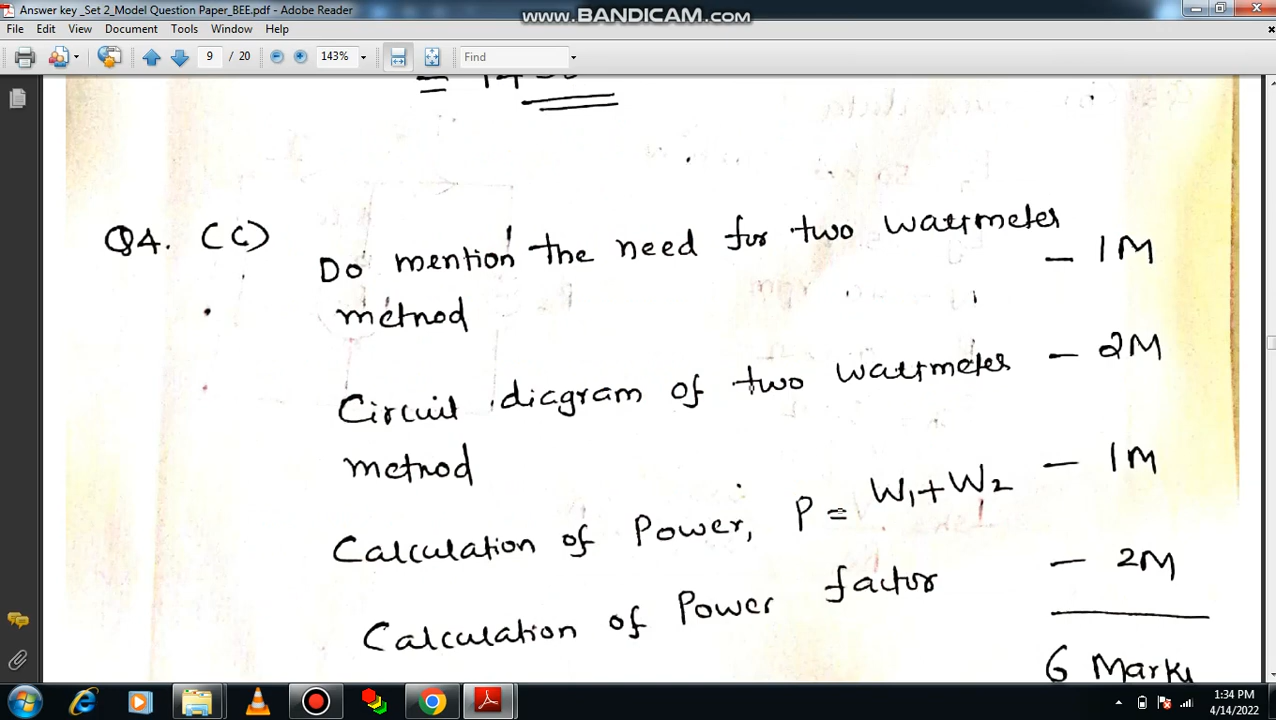 Answer key _Set 2_Model Question Paper_BEE.pdf - Adobe Reader
www.BANDICAM.com
File Edit View Document Tools Window Help
9 / 20 143% Find
Q4. (C) Do mention the need for two wattmeter method - 1M
Circuit diagram of two wattmeter method - 2M
Calculation of Power, P = W1+W2 - 1M
Calculation of Power factor - 2M
6 Marks
1:34 PM
4/14/2022